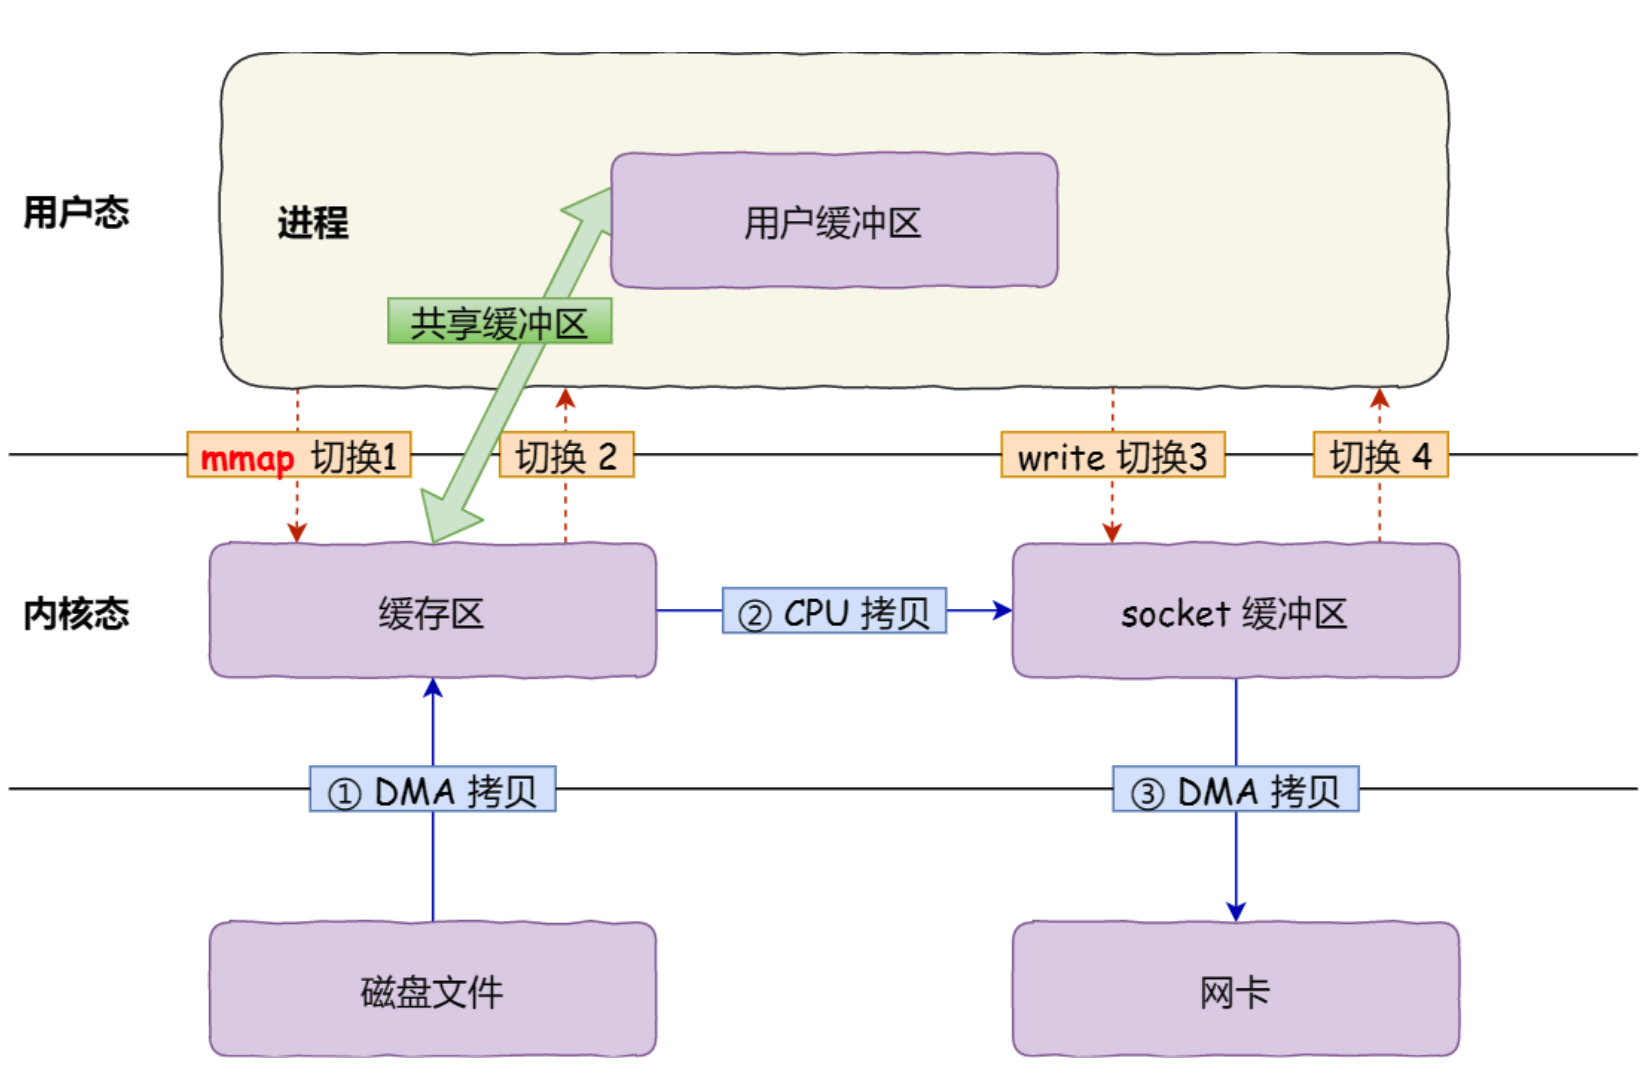 用户态
进程
用户缓冲区
共享缓冲区
mmap 切换1
切换 2
write 切换3
切换 4
内核态
缓存区
② CPU 拷贝
socket 缓冲区
① DMA 拷贝
③ DMA 拷贝
磁盘文件
网卡